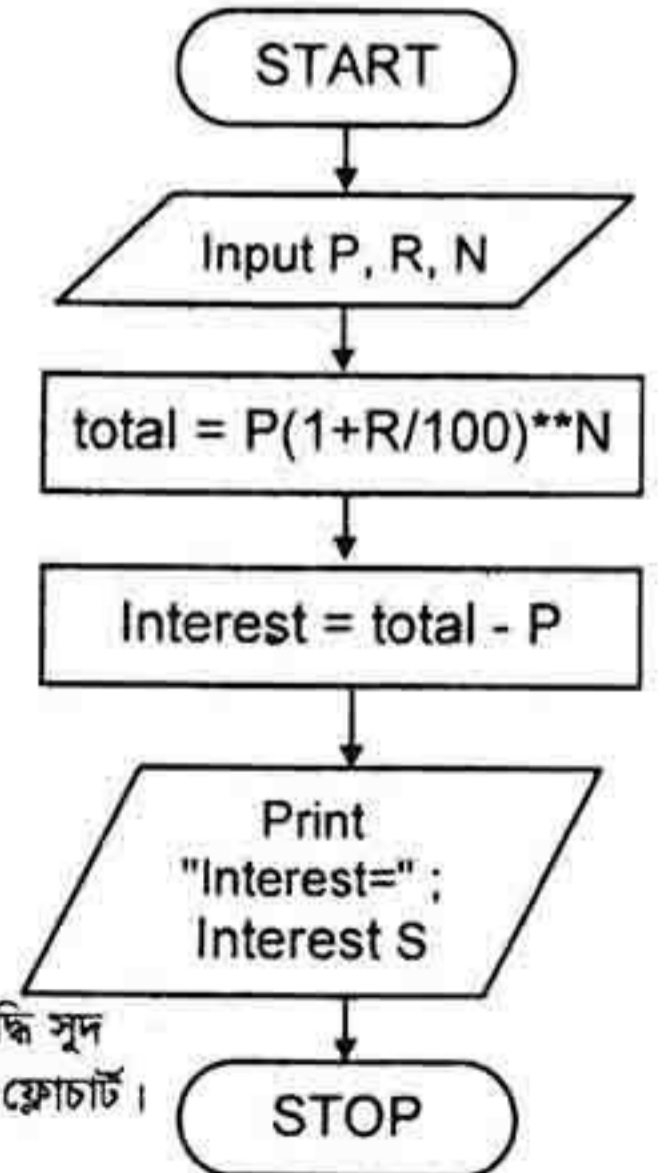 START
Input P, R, N
total = P(1+R/100)**N
Interest = total - P
Print
"Interest=" ;
Interest S
সুদ
ফ্লোচার্ট।
STOP